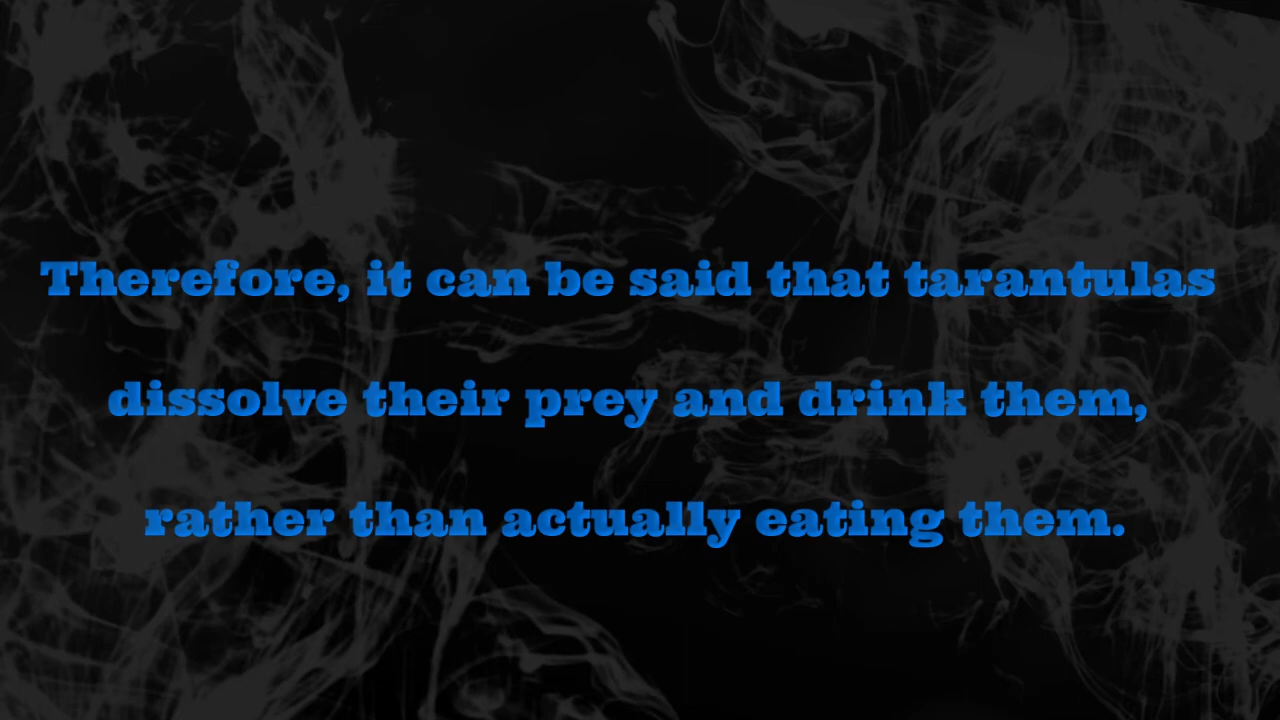 Therefore, it can be said that tarantulas
dissolve their prey and drink them,
rather than actually eating them.